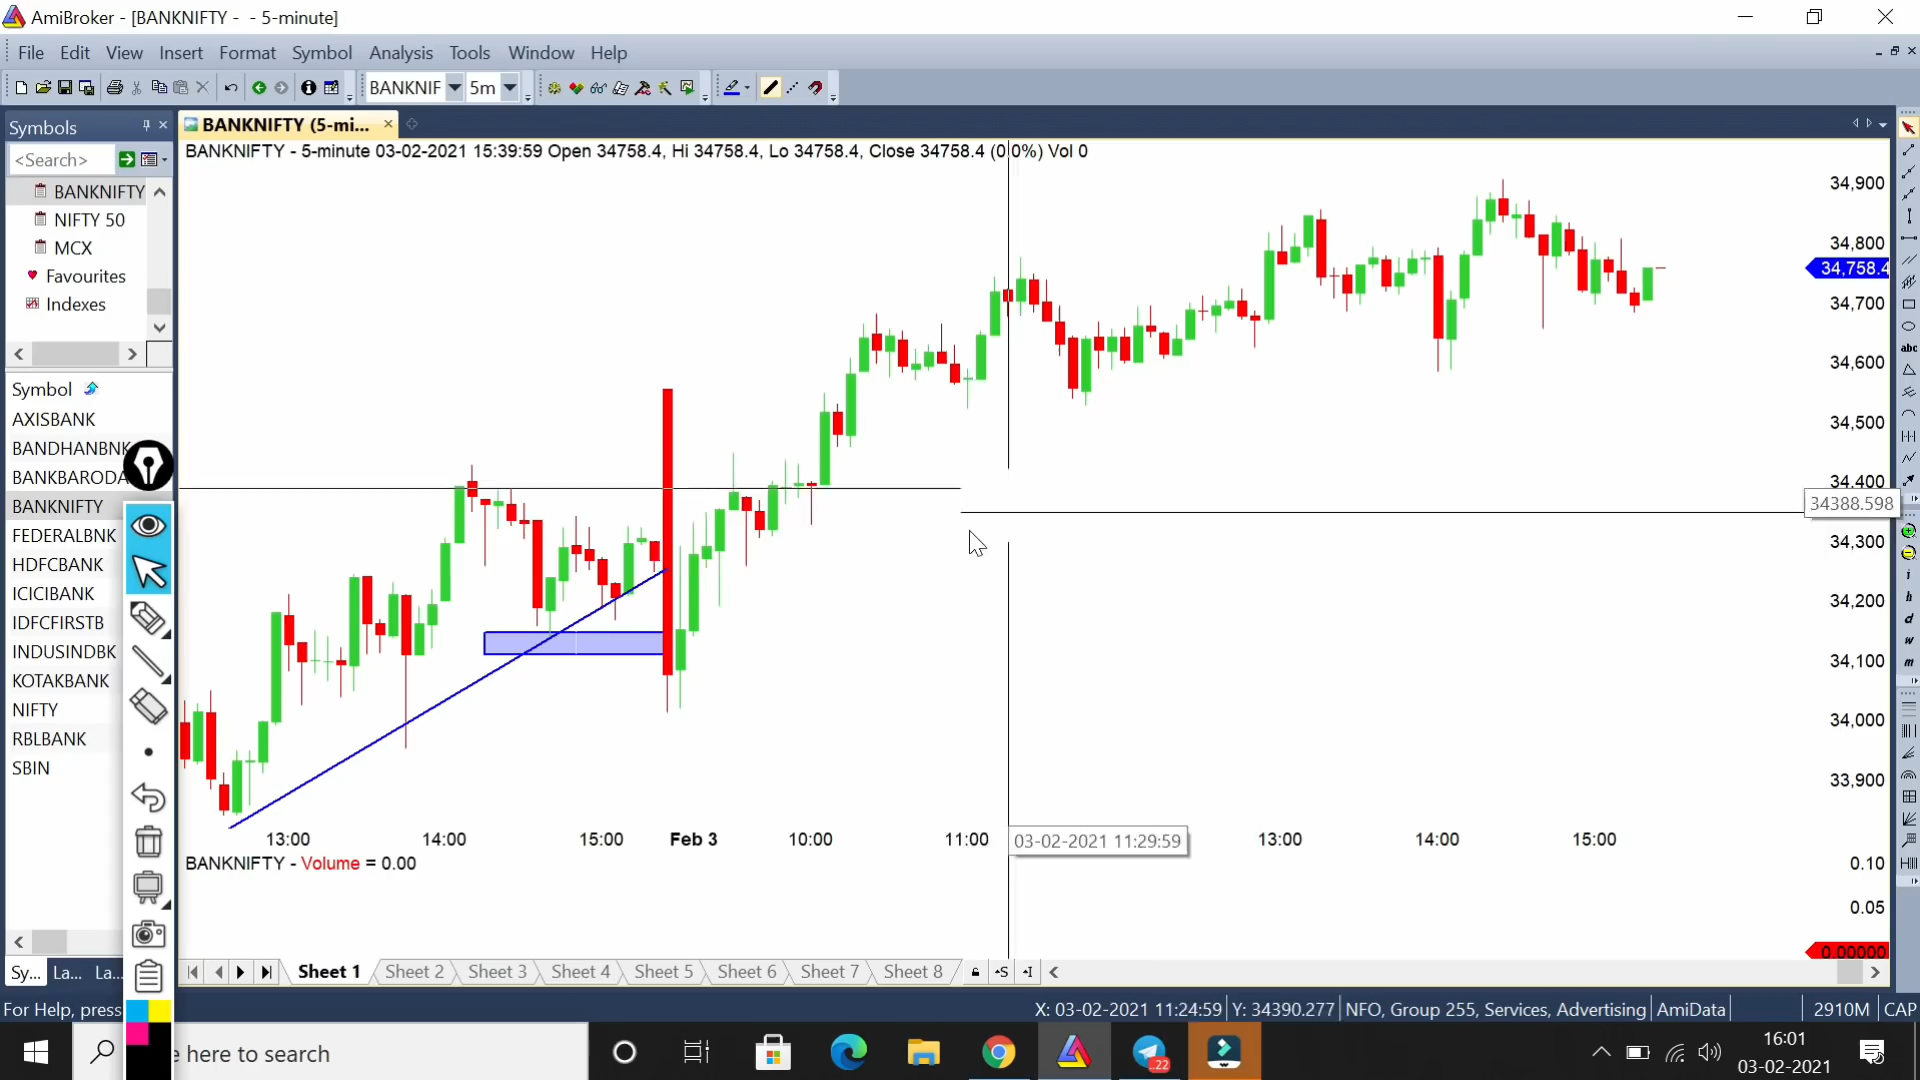 AmiBroker - [BANKNIFTY - - 5-minute]
File Edit View Insert Format Symbol Analysis Tools Window Help
BANKNIF 5m
Symbols
BANKNIFTY (5-mi...
<Search>
BANKNIFTY - 5-minute 03-02-2021 15:39:59 Open 34758.4, Hi 34758.4, Lo 34758.4, Close 34758.4 (0.0%) Vol 0
BANKNIFTY
NIFTY 50
MCX
Favourites
Indexes
Symbol
AXISBANK
BANDHANBNK
BANKBARODA
BANKNIFTY
FEDERALBNK
HDFCBANK
ICICIBANK
IDFCFIRSTB
INDUSINDBK
KOTAKBANK
NIFTY
RBLBANK
SBIN
34,900
34,800
34,758.4
34,700
34,600
34,500
34,400
34388.598
34,300
34,200
34,100
34,000
33,900
abc
i
h
d
w
m
13:00 14:00 15:00 Feb 3 10:00 11:00 03-02-2021 11:29:59 13:00 14:00 15:00
BANKNIFTY - Volume = 0.00
0.10
0.05
0.00000
Sy... La... La...
Sheet 1 Sheet 2 Sheet 3 Sheet 4 Sheet 5 Sheet 6 Sheet 7 Sheet 8
S I
For Help, press
X: 03-02-2021 11:24:59 Y: 34390.277 NFO, Group 255, Services, Advertising AmiData 2910M CAP
e here to search
22
16:01
03-02-2021